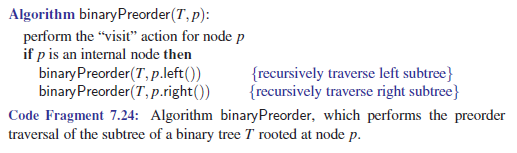 Algorithm binaryPreorder(T, p):
perform the “visit” action for node p
if p is an internal node then
binaryPreorder(T, p.left()) {recursively traverse left subtree}
binaryPreorder(T, p.right()) {recursively traverse right subtree}
Code Fragment 7.24: Algorithm binaryPreorder, which performs the preorder
traversal of the subtree of a binary tree T rooted at node p.